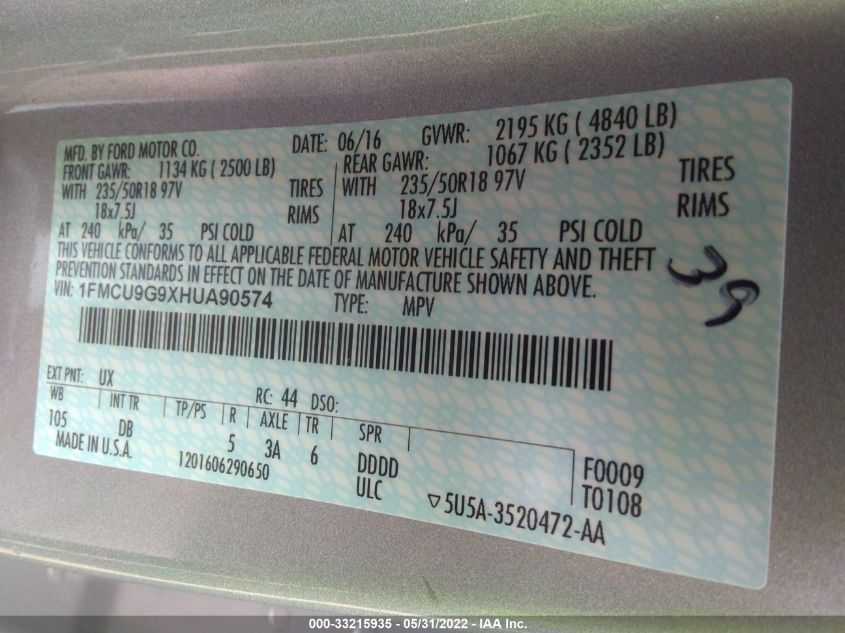 MFD. BY FORD MOTOR CO. DATE: 06/16 GVWR: 2195 KG ( 4840 LB)
FRONT GAWR: 1134 KG ( 2500 LB) REAR GAWR: 1067 KG ( 2352 LB)
WITH 235/50R18 97V TIRES WITH 235/50R18 97V TIRES
18x7.5J RIMS 18x7.5J RIMS
AT 240 kPa/ 35 PSI COLD AT 240 kPa/ 35 PSI COLD
THIS VEHICLE CONFORMS TO ALL APPLICABLE FEDERAL MOTOR VEHICLE SAFETY AND THEFT
PREVENTION STANDARDS IN EFFECT ON THE DATE OF MANUFACTURE SHOWN ABOVE.
VIN: 1FMCU9G9XHUA90574 TYPE: MPV
39
EXT PNT: UX RC: 44 DSO:
WB INT TR TP/PS R AXLE TR SPR
105 DB 5 3A 6 DDDD F0009
MADE IN U.S.A. 1201606290650 ULC T0108
▽5U5A-3520472-AA
000-33215935 - 05/31/2022 - IAA Inc.